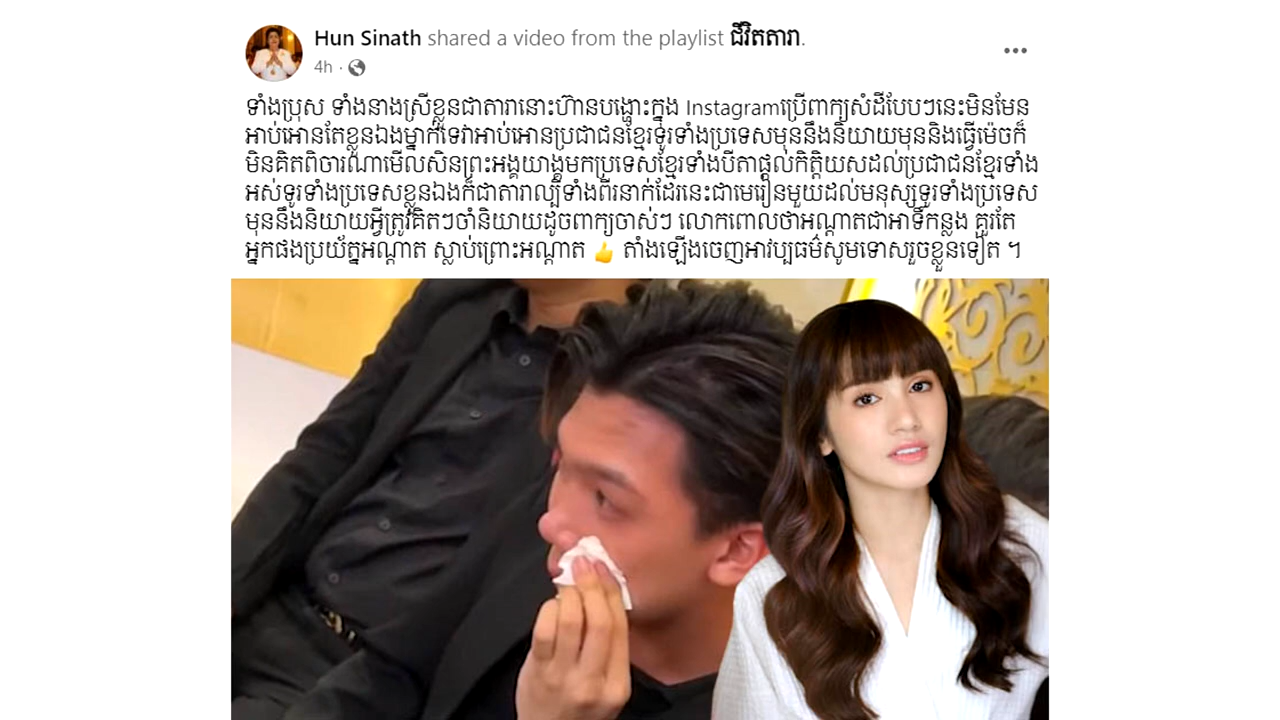 Hun Sinath shared a video from the playlist ជីវិតតារា.
4h ·
ទាំងប្រុស ទាំងនាងស្រីខ្លួនជាតារានោះហ៊ានបង្ហោះក្នុង Instagramប្រើពាក្យសំដីបែបៗនេះមិនមែន
អាប់អោនតែខ្លួនឯងម្នាក់ទេវាអាប់អោនប្រជាជនខ្មែរទូរទាំងប្រទេសមុននឹងនិយាយមុននិងធ្វើម៉េចក៏
មិនគិតពិចារណាមើលសិនព្រះអង្គយាង្គមកប្រទេសខ្មែរទាំងបីតាផ្តល់កិត្តិយសដល់ប្រជាជនខ្មែរទាំង
អស់ទូរទាំងប្រទេសខ្លួនឯងក៏ជាតារាល្បីទាំងពីរនាក់ដែរនេះជាមេរៀនមួយដល់មនុស្សទូរទាំងប្រទេស
មុននឹងនិយាយអ្វីត្រូវគិតៗចាំនិយាយដូចពាក្យចាស់ៗ លោកពោលថាអណ្តាតជាអាទិ៍កន្លង គួរតែ
អ្នកផងប្រយ័ត្នអណ្តាត ស្លាប់ព្រោះអណ្តាត 👍 តាំងឡើងចេញអាវប្បធម៌សូមទោសរួចខ្លួនទៀត ។